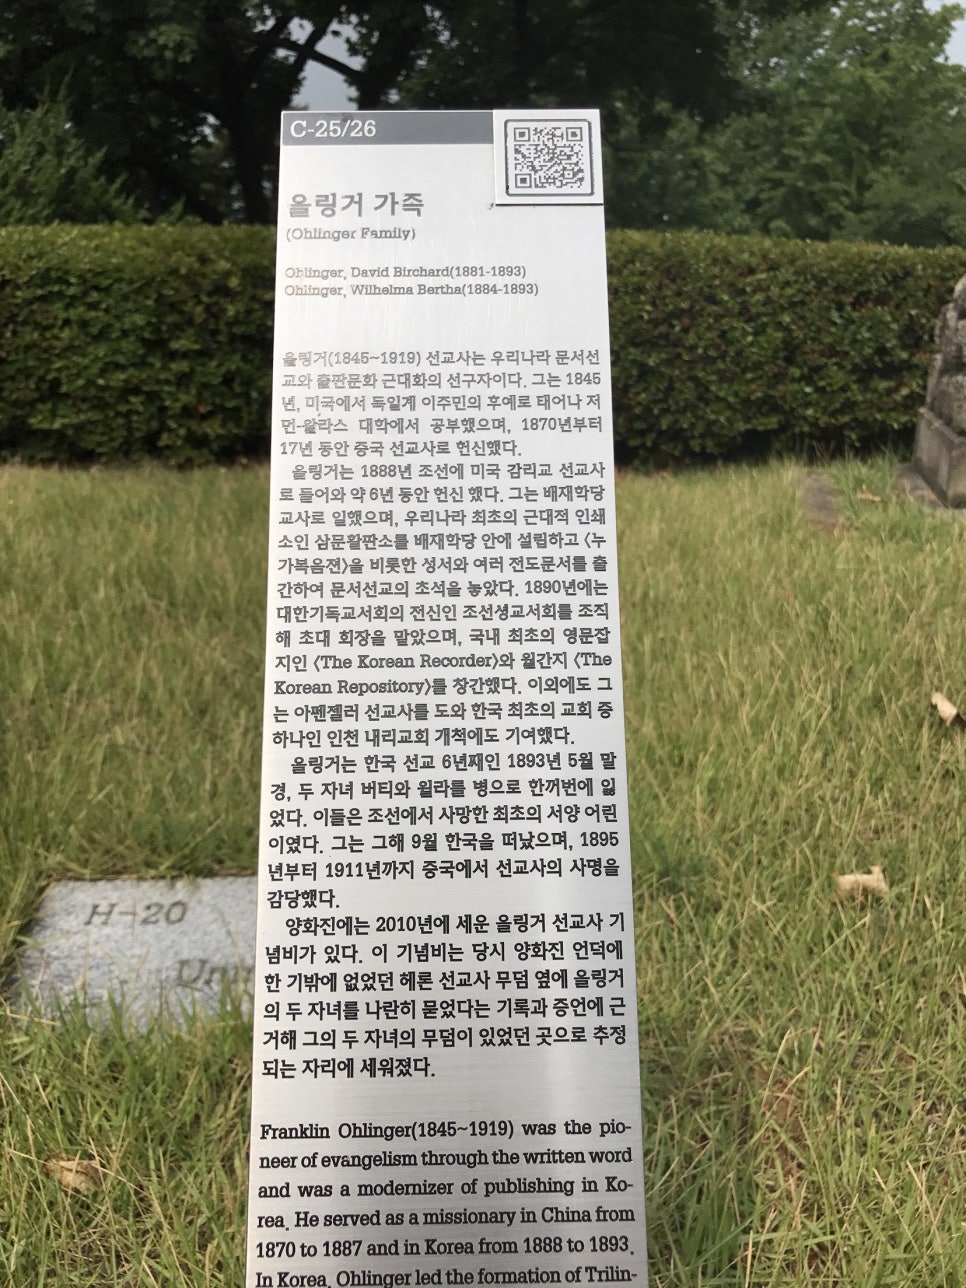 C-25/26
올링거 가족
(Ohlinger Family)
Ohlinger, David Birchard(1881-1893)
Ohlinger, Wilhelma Bertha(1884-1893)
올링거(1845~1919) 선교사는 우리나라 문서선
교와 출판문화 근대화의 선구자이다. 그는 1845
년, 미국에서 독일계 이주민의 후예로 태어나 저
먼-왈라스 대학에서 공부했으며, 1870년부터
17년 동안 중국 선교사로 헌신했다.
올링거는 1888년 조선에 미국 감리교 선교사
로 들어와 약 6년 동안 헌신 했다. 그는 배재학당
교사로 일했으며, 우리나라 최초의 근대적 인쇄
소인 삼문활판소를 배재학당 안에 설립하고 〈누
가복음젼〉을 비롯한 성서와 여러 전도문서를 출
간하여 문서선교의 초석을 놓았다. 1890년에는
대한기독교서회의 전신인 조선셩교서회를 조직
해 초대 회장을 맡았으며, 국내 최초의 영문잡
지인 〈The Korean Recorder〉와 월간지 〈The
Korean Repository〉를 창간했다. 이외에도 그
는 아펜젤러 선교사를 도와 한국 최초의 교회 중
하나인 인천 내리교회 개척에도 기여했다.
올링거는 한국 선교 6년째인 1893년 5월 말
경, 두 자녀 버티와 윌라를 병으로 한꺼번에 잃
었다. 이들은 조선에서 사망한 최초의 서양 어린
이였다. 그는 그해 9월 한국을 떠났으며, 1895
년부터 1911년까지 중국에서 선교사의 사명을
감당했다.
양화진에는 2010년에 세운 올링거 선교사 기
념비가 있다. 이 기념비는 당시 양화진 언덕에
한 기밖에 없었던 헤론 선교사 무덤 옆에 올링거
의 두 자녀를 나란히 묻었다는 기록과 증언에 근
거해 그의 두 자녀의 무덤이 있었던 곳으로 추정
되는 자리에 세워졌다.
Franklin Ohlinger(1845~1919) was the pio-
neer of evangelism through the written word
and was a modernizer of publishing in Ko-
rea. He served as a missionary in China from
1870 to 1887 and in Korea from 1888 to 1893.
In Korea, Ohlinger led the formation of Trilin-
H-20